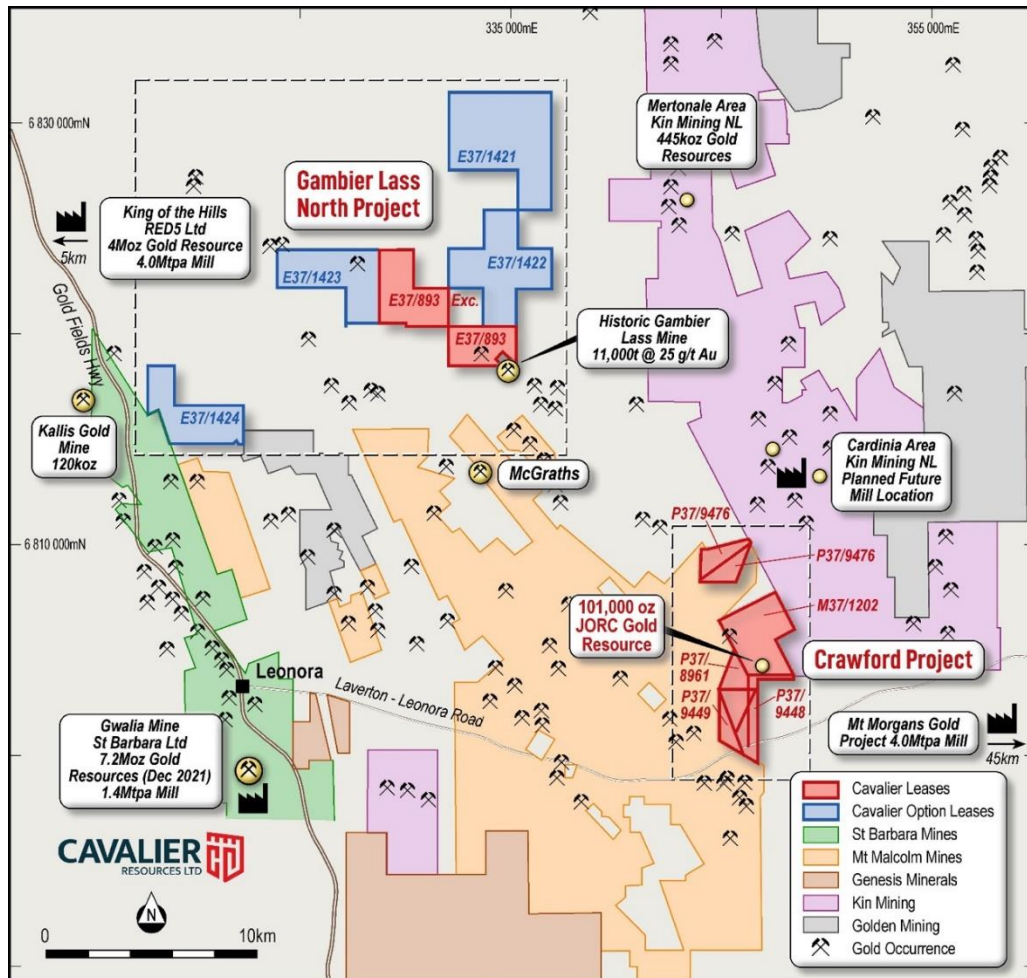 335 000mE
355 000mE
6 830 000mN
6 810 000mN
Mertonale Area
Kin Mining NL
445koz Gold
Resources
E37/1421
Gambier Lass
North Project
King of the Hills
RED5 Ltd
4Moz Gold Resource
4.0Mtpa Mill
5km
E37/1423
E37/893
Exc.
E37/1422
E37/893
Historic Gambier
Lass Mine
11,000t @ 25 g/t Au
Gold Fields Hwy
E37/1424
Kallis Gold
Mine
120koz
McGraths
Cardinia Area
Kin Mining NL
Planned Future
Mill Location
P37/9476
P37/9476
M37/1202
101,000 oz
JORC Gold
Resource
P37/
8961
Crawford Project
P37/
9449
P37/
9448
Leonora
Laverton - Leonora Road
Mt Morgans Gold
Project 4.0Mtpa Mill
45km
Gwalia Mine
St Barbara Ltd
7.2Moz Gold
Resources (Dec 2021)
1.4Mtpa Mill
CAVALIER
RESOURCES LTD
N
0
10km
Cavalier Leases
Cavalier Option Leases
St Barbara Mines
Mt Malcolm Mines
Genesis Minerals
Kin Mining
Golden Mining
Gold Occurrence